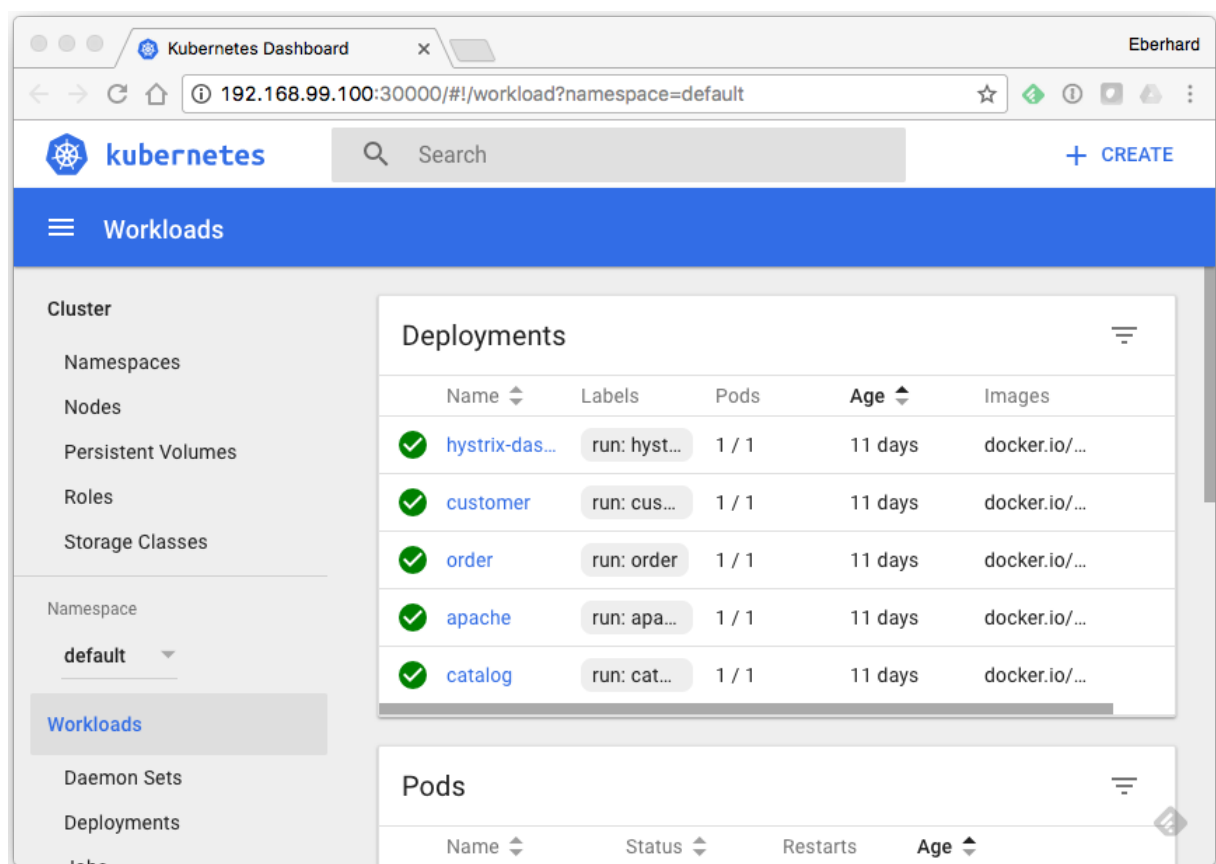 Kubernetes Dashboard
Eberhard
192.168.99.100:30000/#!/workload?namespace=default
kubernetes
Search
+ CREATE
Workloads
Cluster
Namespaces
Nodes
Persistent Volumes
Roles
Storage Classes
Namespace
default
Workloads
Daemon Sets
Deployments
Jobs
Deployments
Name Labels Pods Age Images
hystrix-das... run: hyst... 1 / 1 11 days docker.io/...
customer run: cus... 1 / 1 11 days docker.io/...
order run: order 1 / 1 11 days docker.io/...
apache run: apa... 1 / 1 11 days docker.io/...
catalog run: cat... 1 / 1 11 days docker.io/...
Pods
Name Status Restarts Age